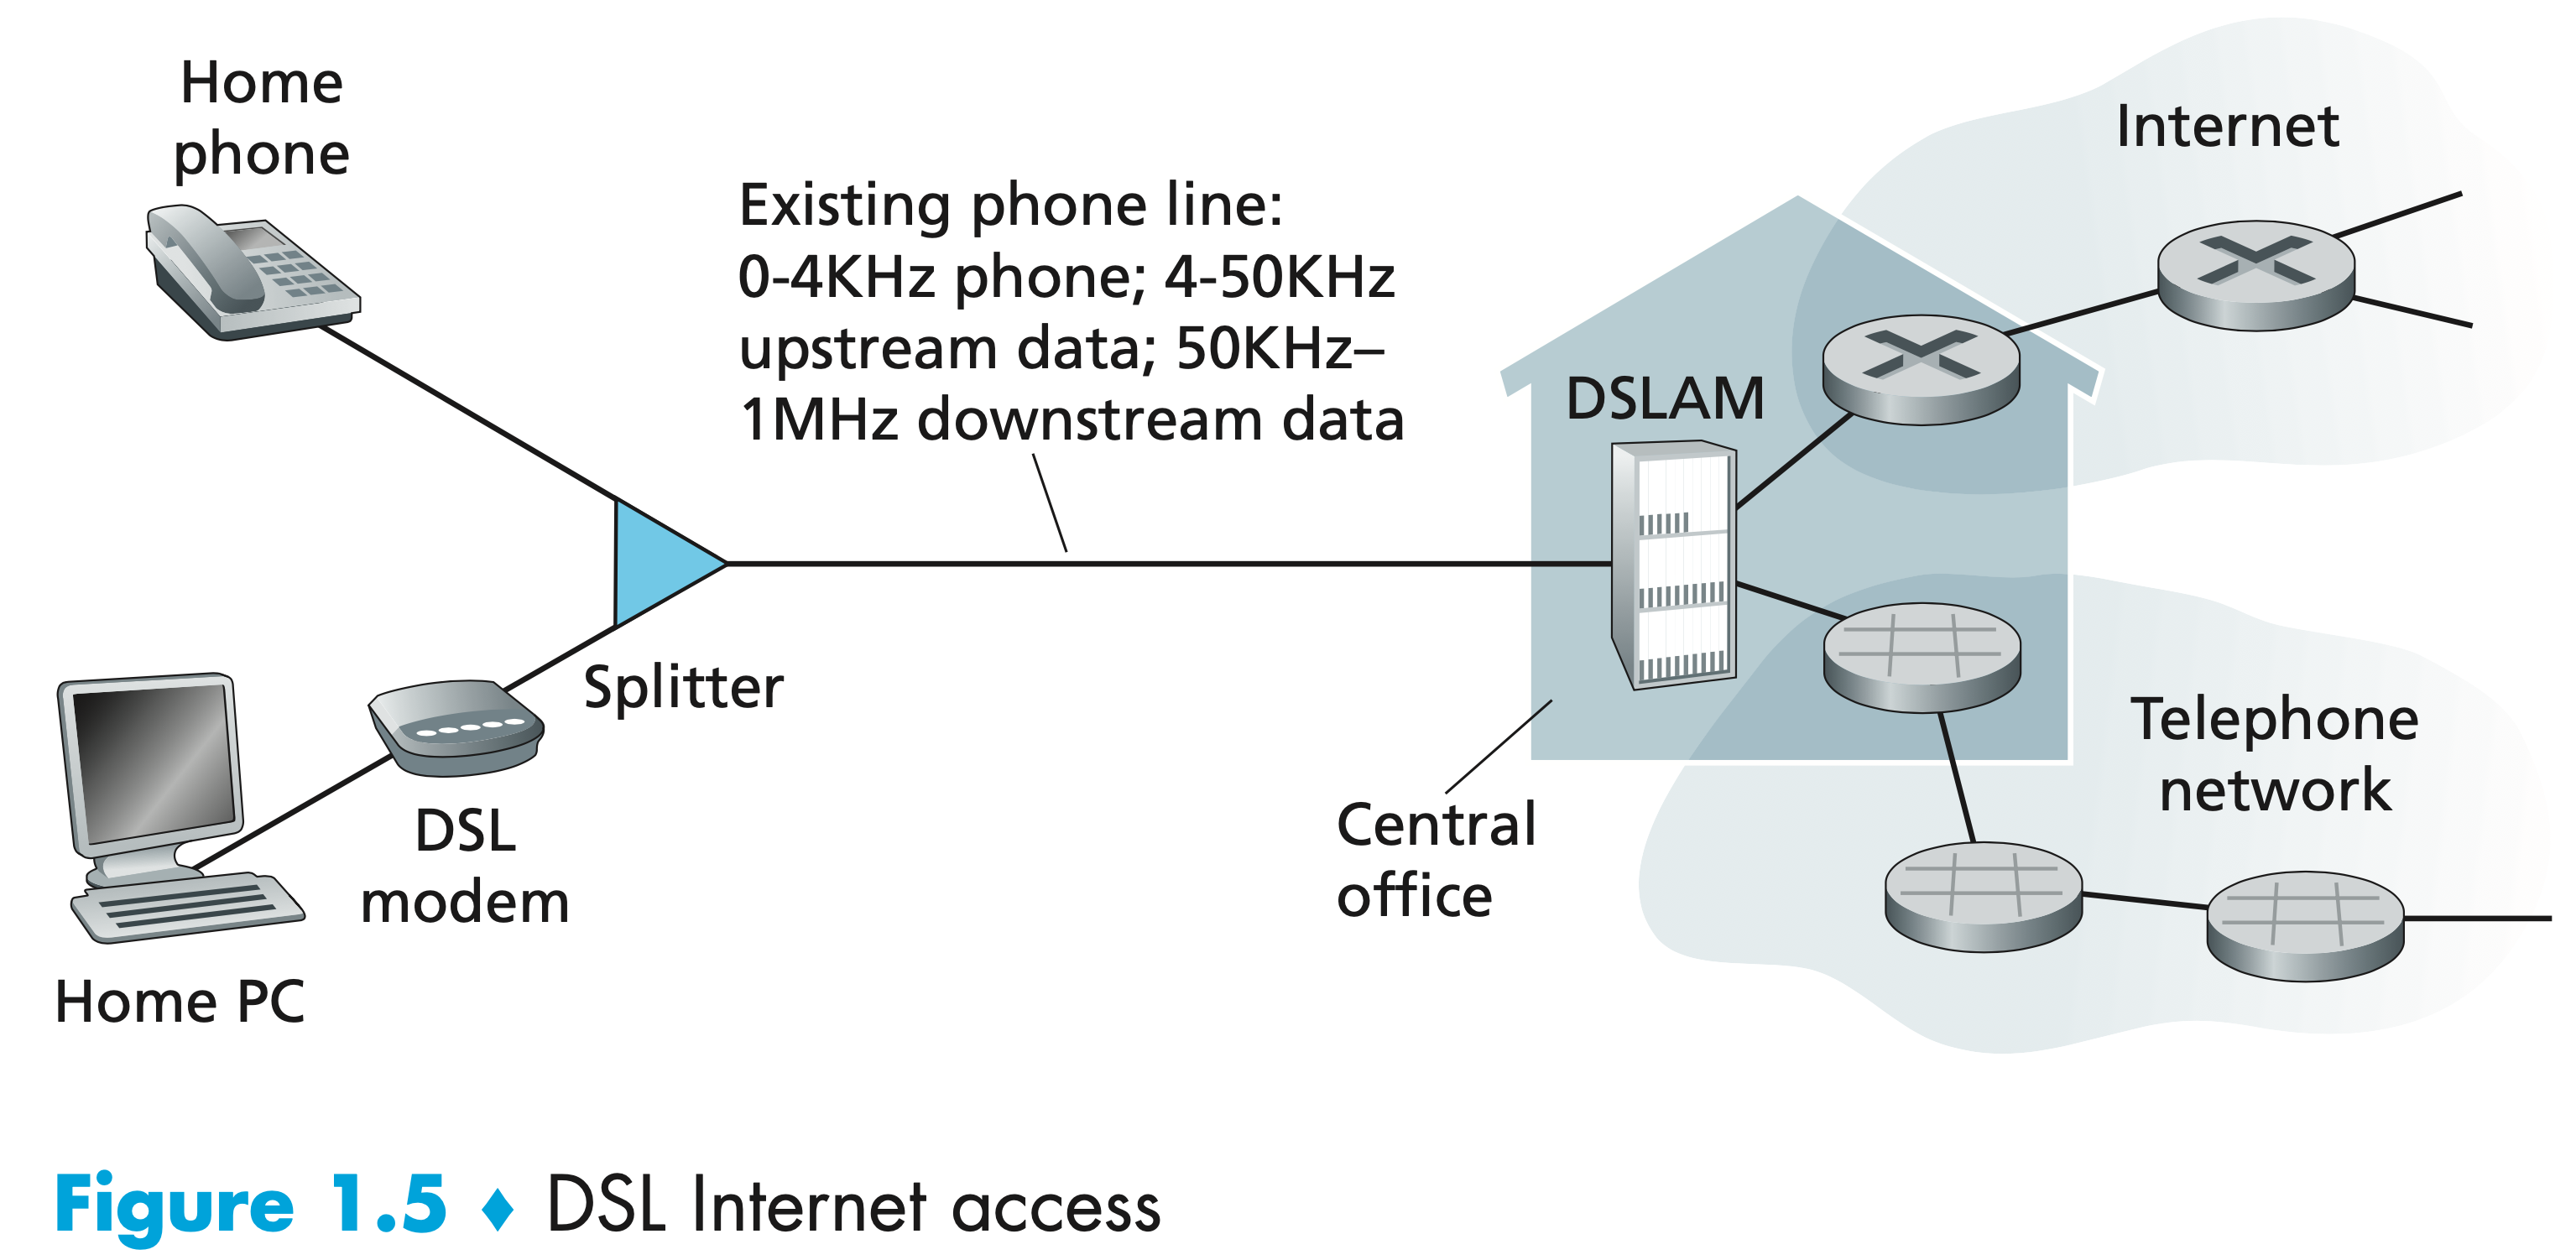 Home
phone
Existing phone line:
0-4KHz phone; 4-50KHz
upstream data; 50KHz–
1MHz downstream data
Internet
DSLAM
Splitter
DSL
modem
Home PC
Central
office
Telephone
network
Figure 1.5 ♦ DSL Internet access